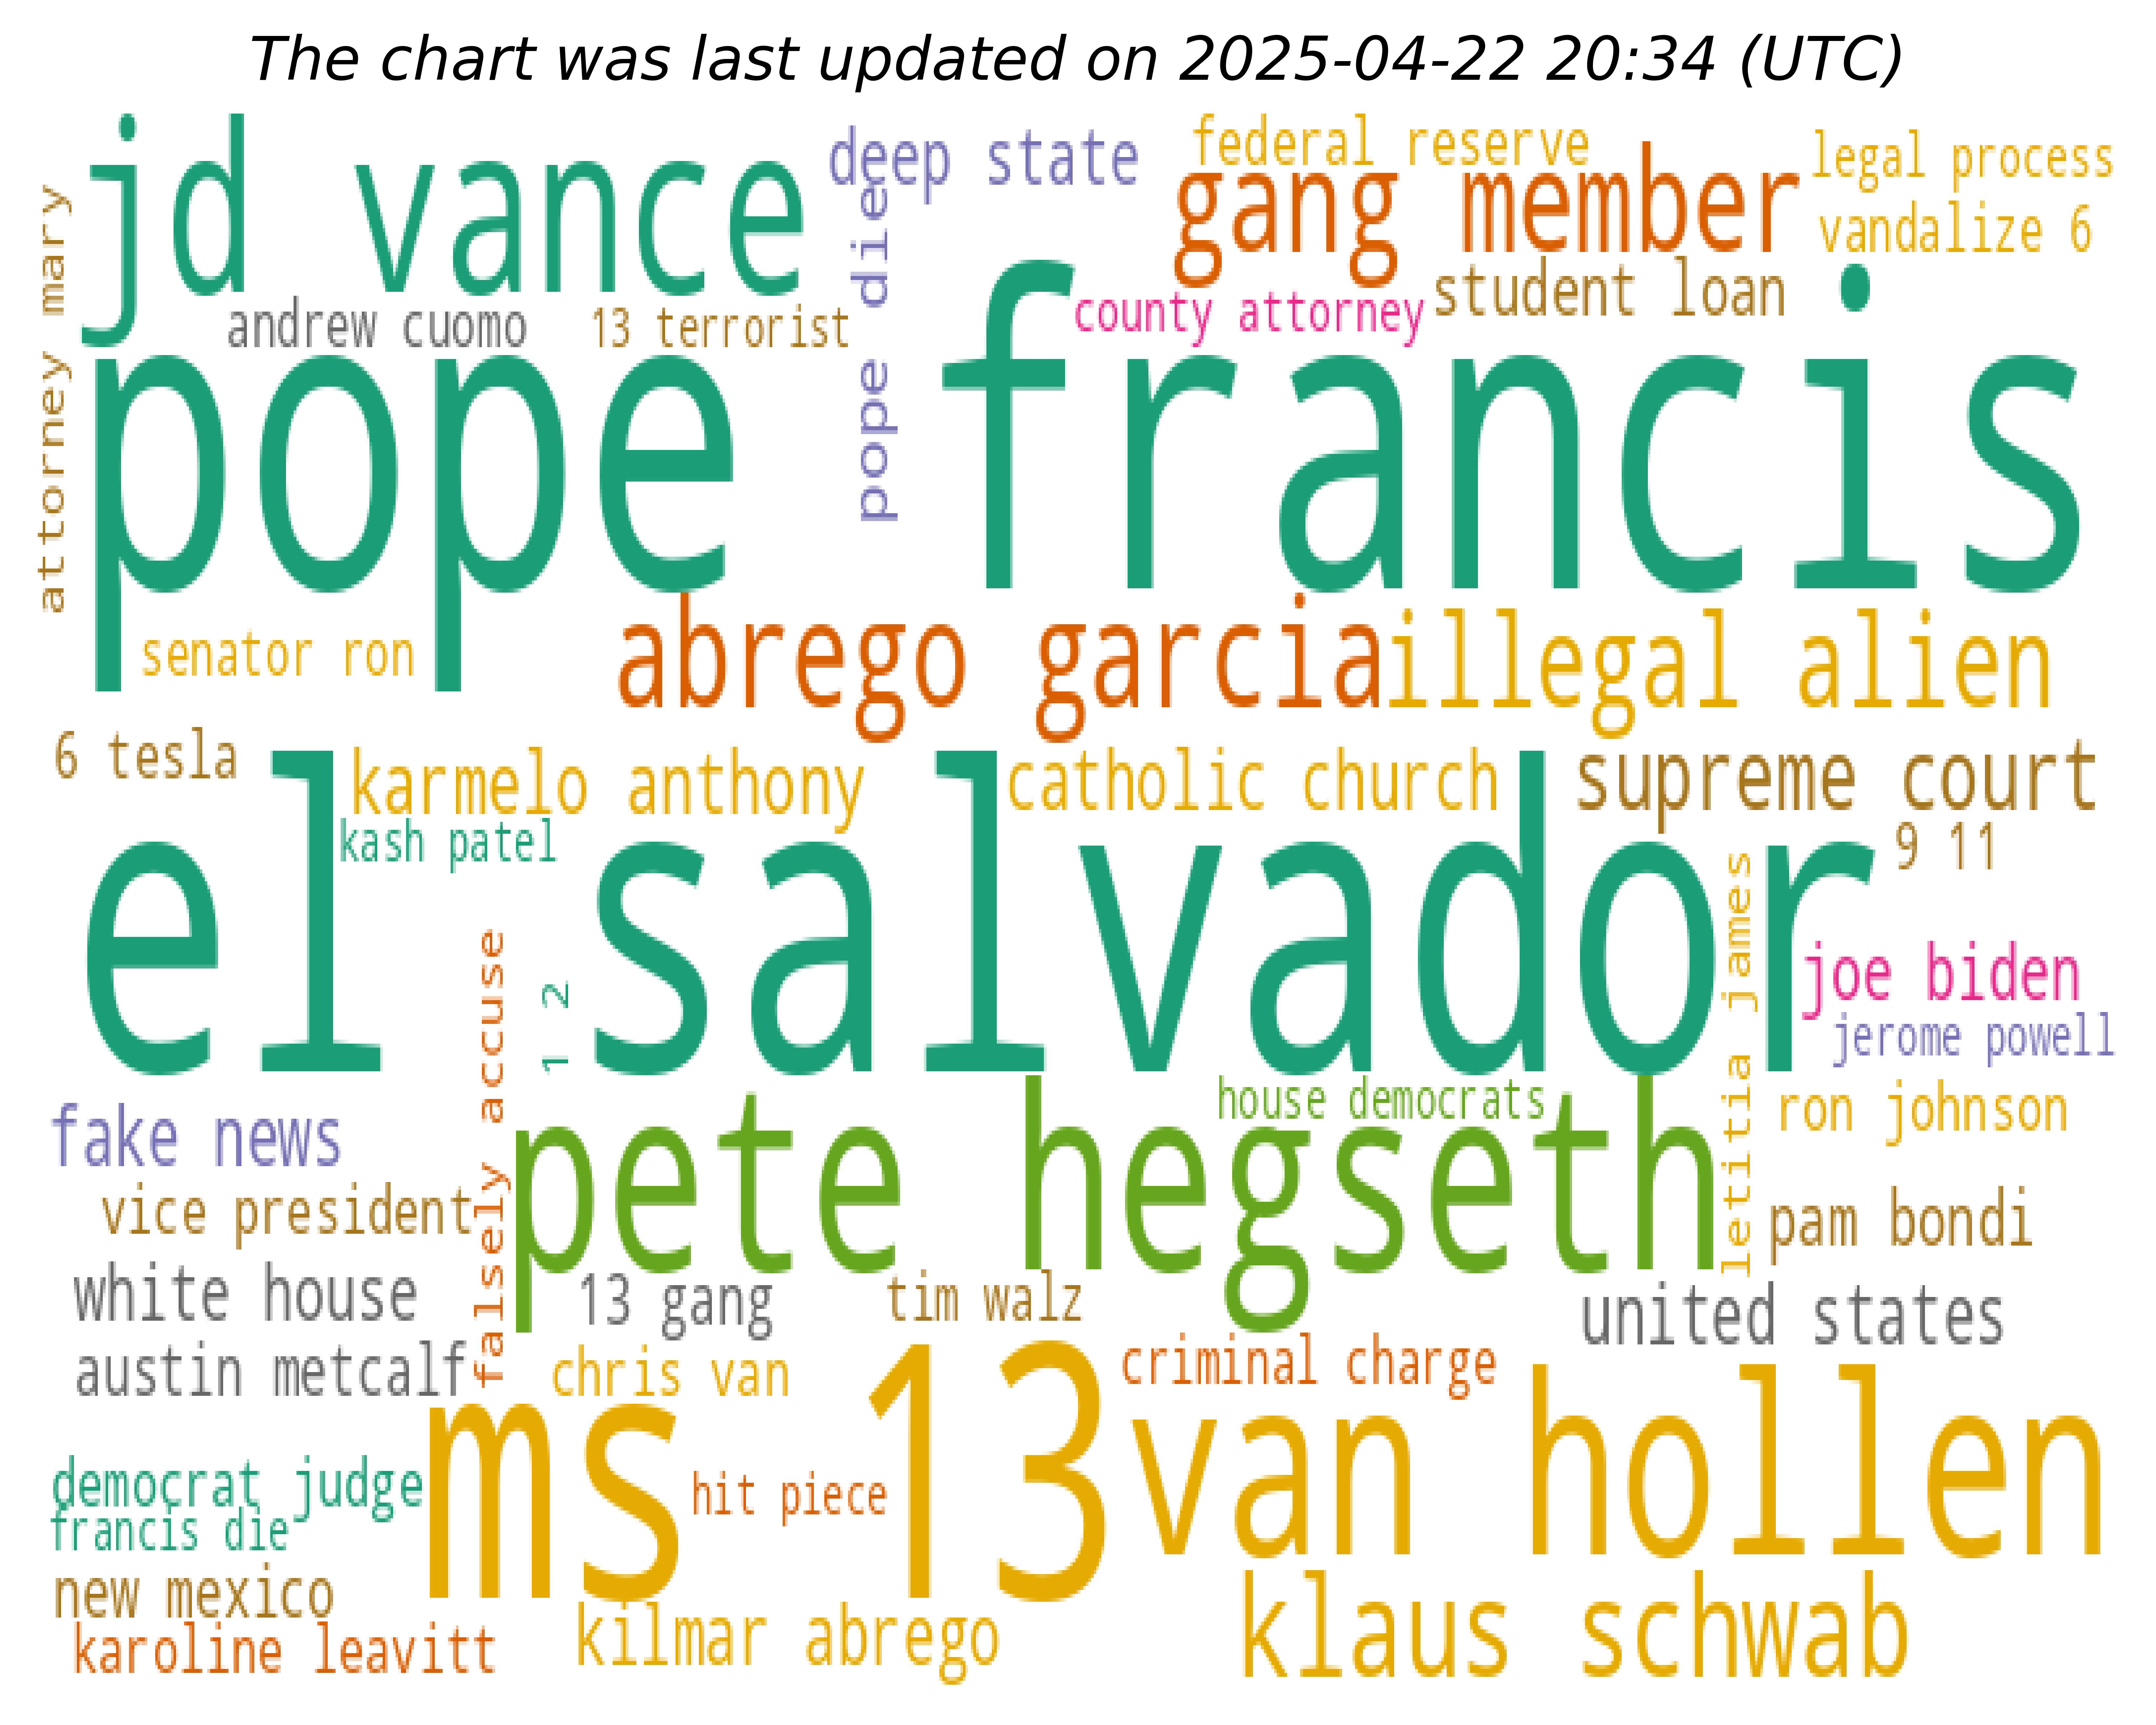 The chart was last updated on 2025-04-22 20:34 (UTC)
jd vance
deep state
federal reserve
legal process
gang member
vandalize 6
attorney mary
pope die
student loan
andrew cuomo
13 terrorist
county attorney
pope francis
senator ron
abrego garcia
illegal alien
6 tesla
karmelo anthony
catholic church
supreme court
kash patel
9 11
el salvador
falsely accuse
1 2
letitia james
joe biden
jerome powell
fake news
house democrats
ron johnson
pete hegseth
vice president
pam bondi
white house
13 gang
tim walz
united states
austin metcalf
chris van
criminal charge
ms 13
van hollen
democrat judge
hit piece
francis die
new mexico
kilmar abrego
klaus schwab
karoline leavitt